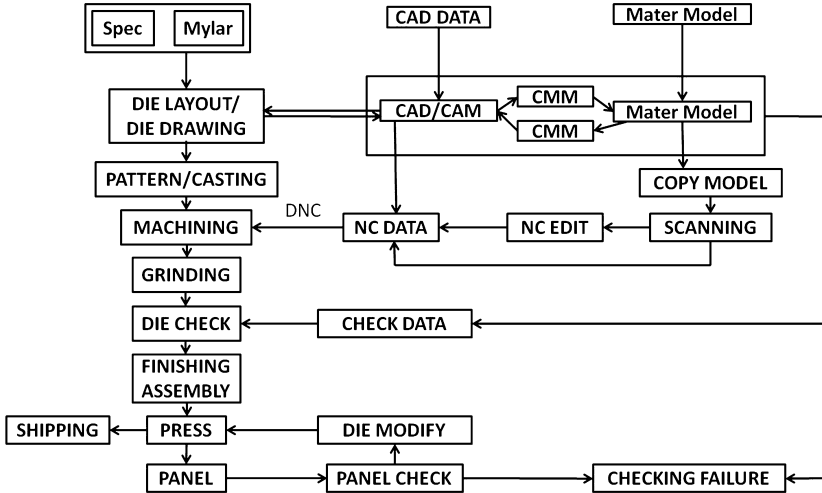 Spec
Mylar
CAD DATA
Mater Model
DIE LAYOUT/
DIE DRAWING
CAD/CAM
CMM
CMM
Mater Model
PATTERN/CASTING
COPY MODEL
MACHINING
DNC
NC DATA
NC EDIT
SCANNING
GRINDING
DIE CHECK
CHECK DATA
FINISHING
ASSEMBLY
SHIPPING
PRESS
DIE MODIFY
PANEL
PANEL CHECK
CHECKING FAILURE